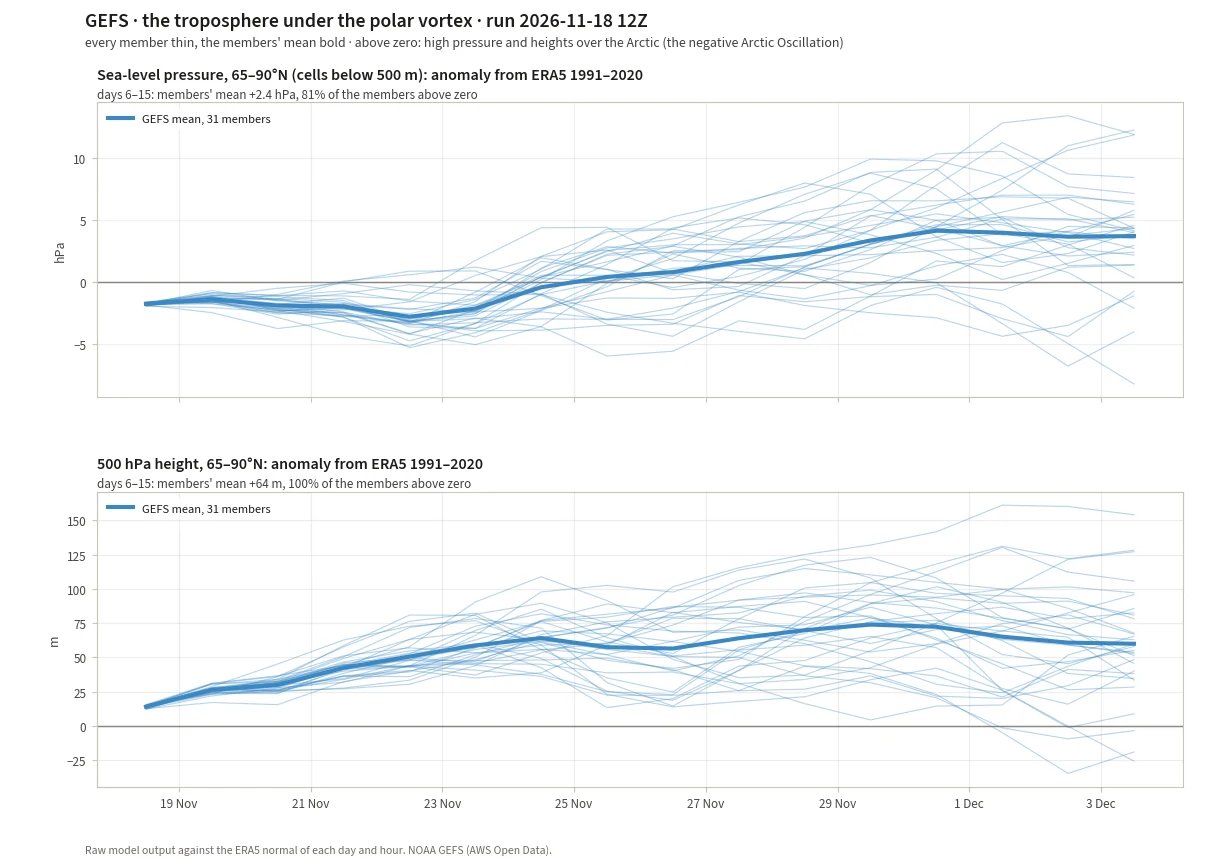 GEFS · the troposphere under the polar vortex · run 2026-11-18 12Z
every member thin, the members' mean bold · above zero: high pressure and heights over the Arctic (the negative Arctic Oscillation)
Sea-level pressure, 65–90°N (cells below 500 m): anomaly from ERA5 1991–2020
days 6–15: members' mean +2.4 hPa, 81% of the members above zero
GEFS mean, 31 members
10
5
0
−5
hPa
500 hPa height, 65–90°N: anomaly from ERA5 1991–2020
days 6–15: members' mean +64 m, 100% of the members above zero
GEFS mean, 31 members
150
125
100
75
50
25
0
−25
m
19 Nov 21 Nov 23 Nov 25 Nov 27 Nov 29 Nov 1 Dec 3 Dec
Raw model output against the ERA5 normal of each day and hour. NOAA GEFS (AWS Open Data).